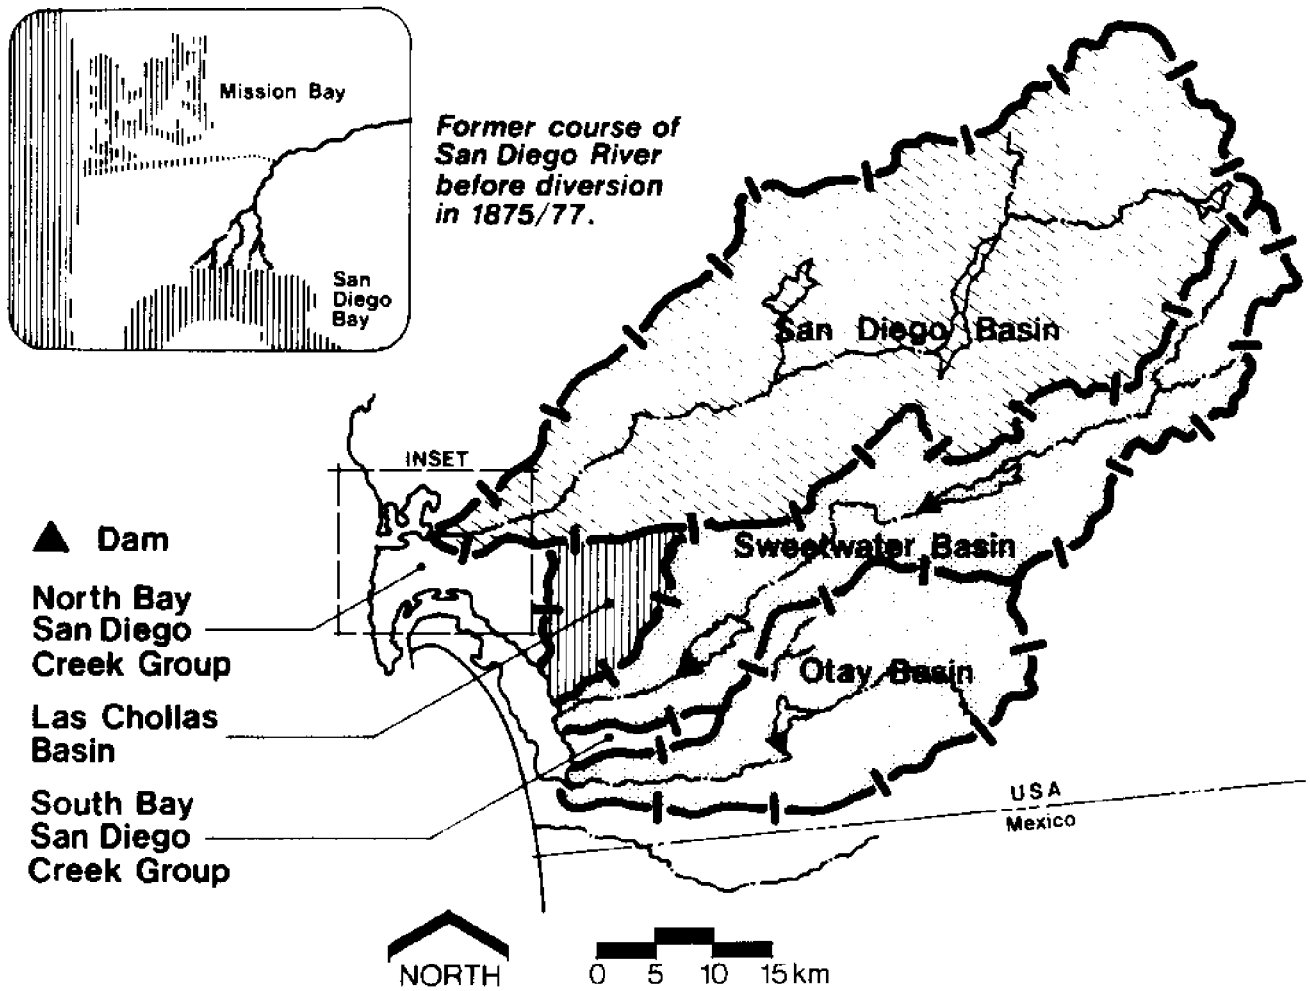 Mission Bay
Former course of
San Diego River
before diversion
in 1875/77.
San
Diego
Bay
San Diego Basin
INSET
Dam
Sweetwater Basin
North Bay
San Diego
Creek Group
Otay Basin
Las Chollas
Basin
South Bay
San Diego
Creek Group
USA
Mexico
NORTH
0 5 10 15 km